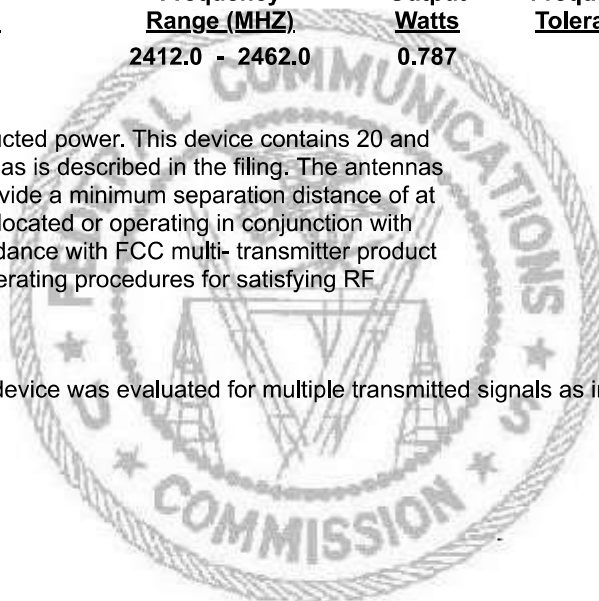 Range (MHZ) Watts
2412.0 - 2462.0 0.787
ucted power. This device contains 20 and
as is described in the filing. The antennas
vide a minimum separation distance of at
located or operating in conjunction with
dance with FCC multi- transmitter product
erating procedures for satisfying RF
device was evaluated for multiple transmitted signals as i
COMMUNICATIONS
COMMISSION